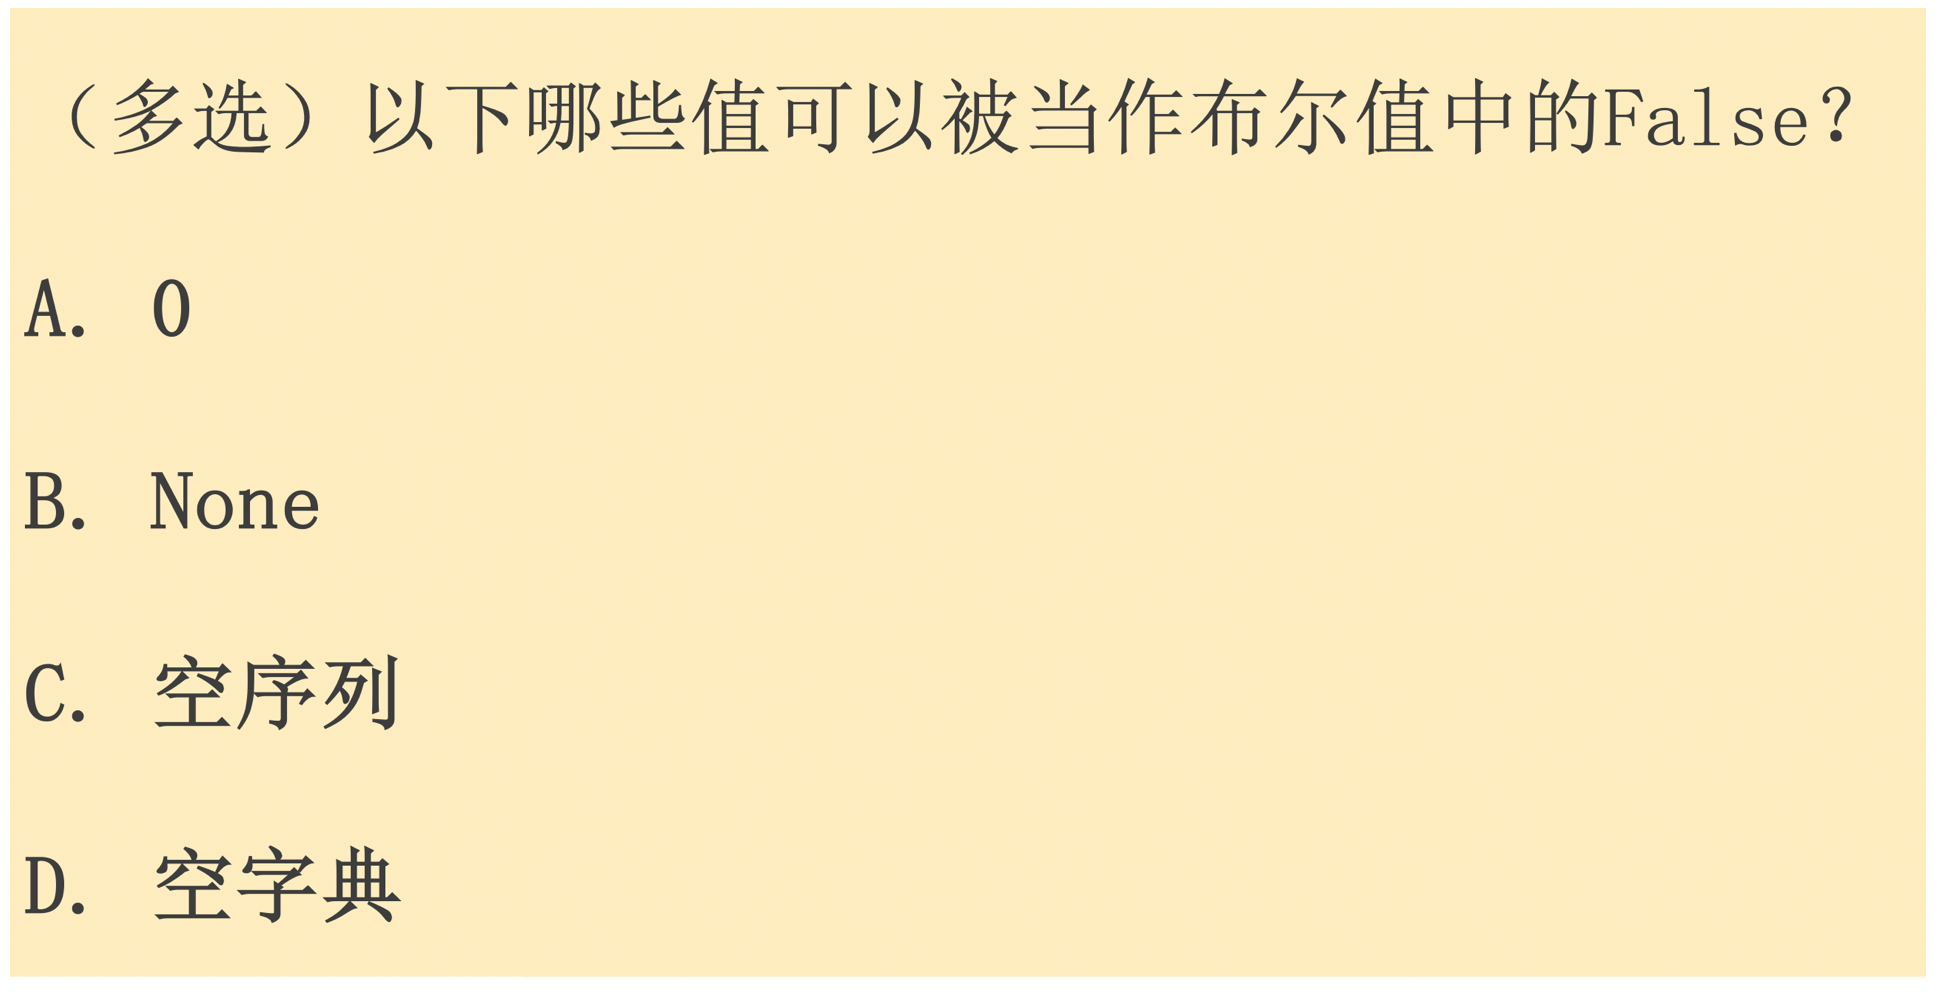 （多选）以下哪些值可以被当作布尔值中的False？
A. 0
B. None
C. 空序列
D. 空字典